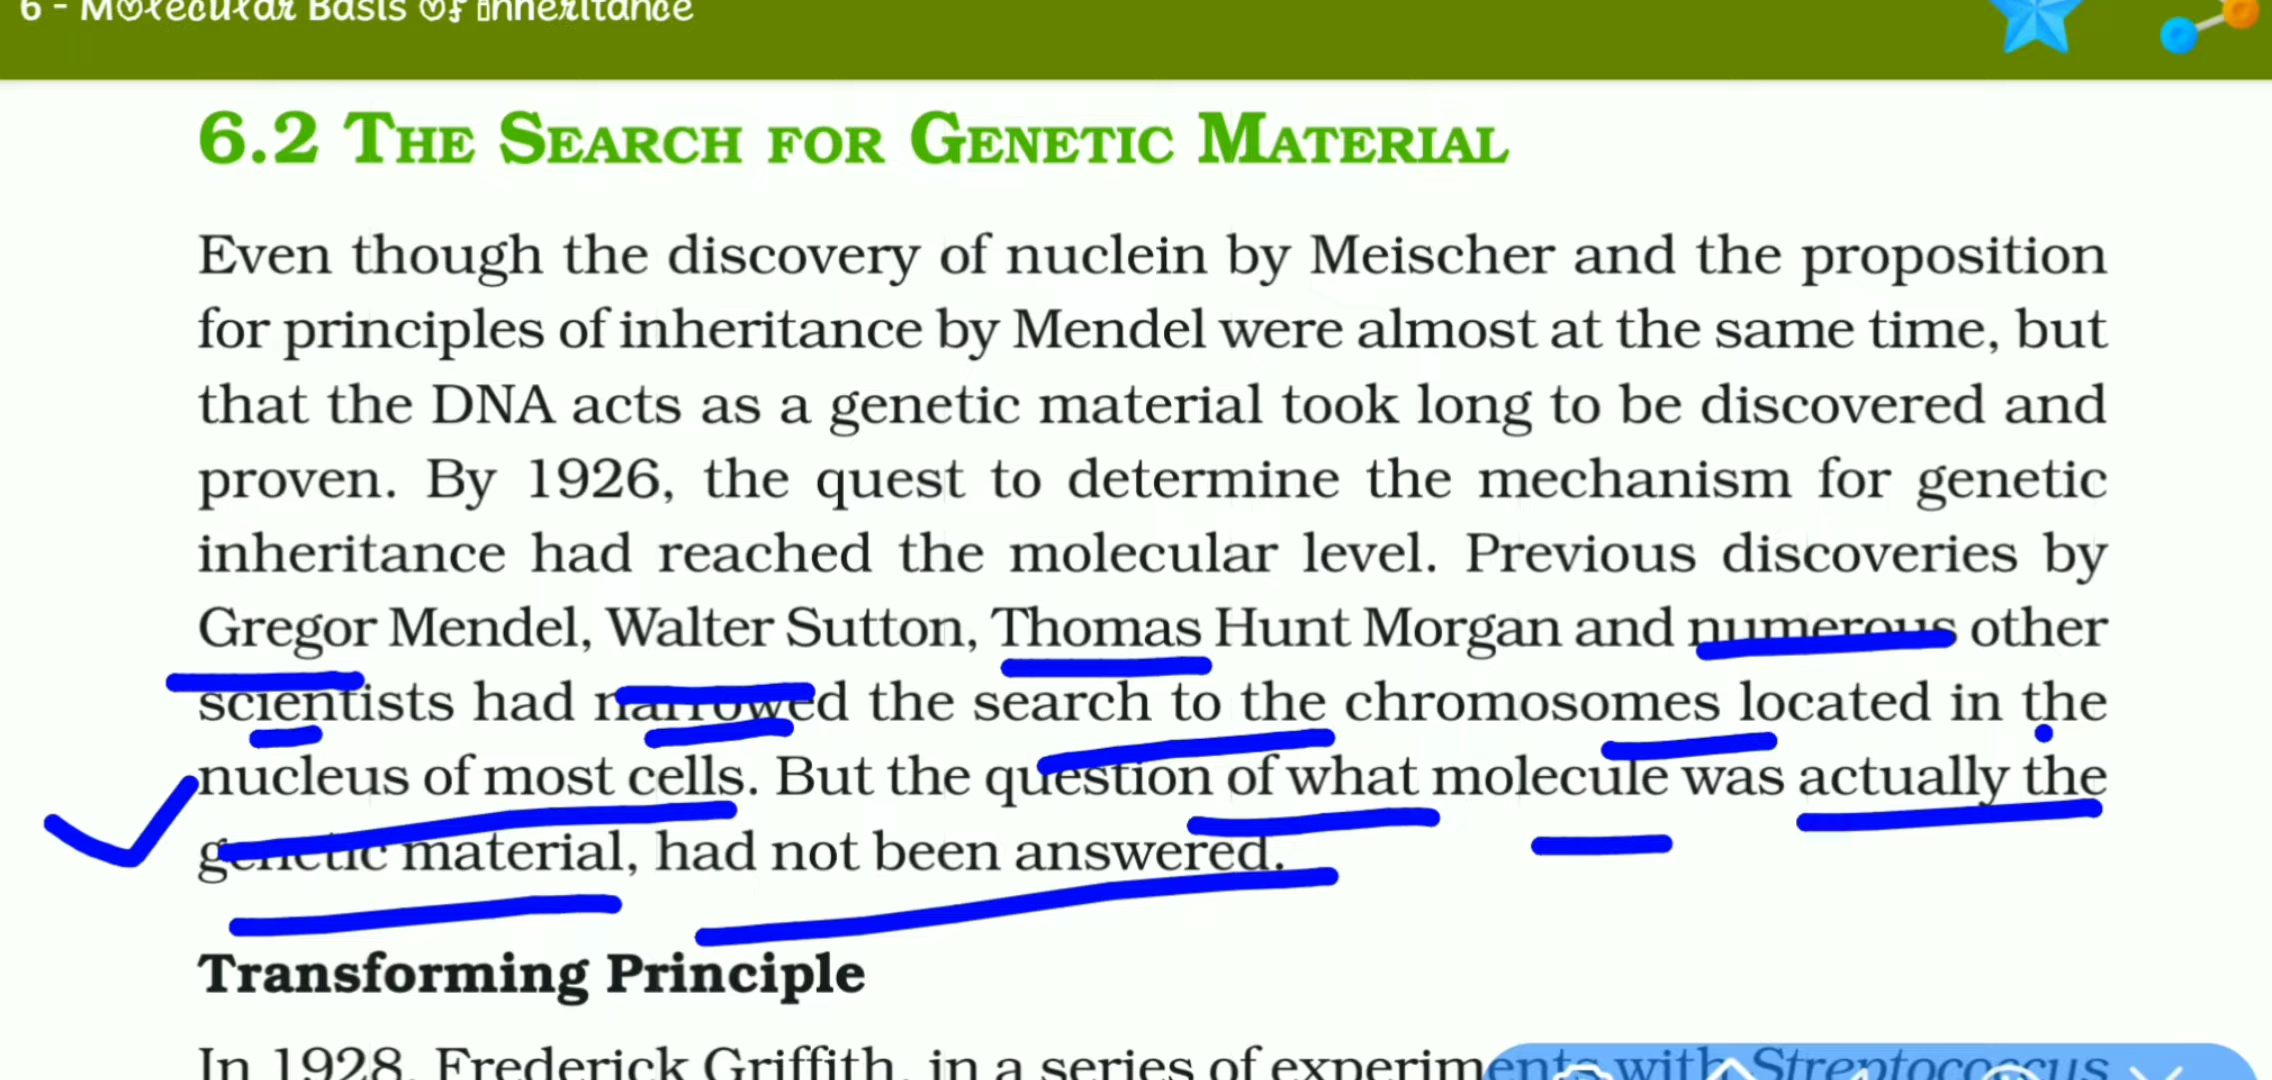 6 - Molecular Basis Of Inheritance
6.2 THE SEARCH FOR GENETIC MATERIAL
Even though the discovery of nuclein by Meischer and the proposition
for principles of inheritance by Mendel were almost at the same time, but
that the DNA acts as a genetic material took long to be discovered and
proven. By 1926, the quest to determine the mechanism for genetic
inheritance had reached the molecular level. Previous discoveries by
Gregor Mendel, Walter Sutton, Thomas Hunt Morgan and numerous other
scientists had narrowed the search to the chromosomes located in the
nucleus of most cells. But the question of what molecule was actually the
genetic material, had not been answered.
Transforming Principle
In 1928, Frederick Griffith, in a series of experiments with Streptococcus